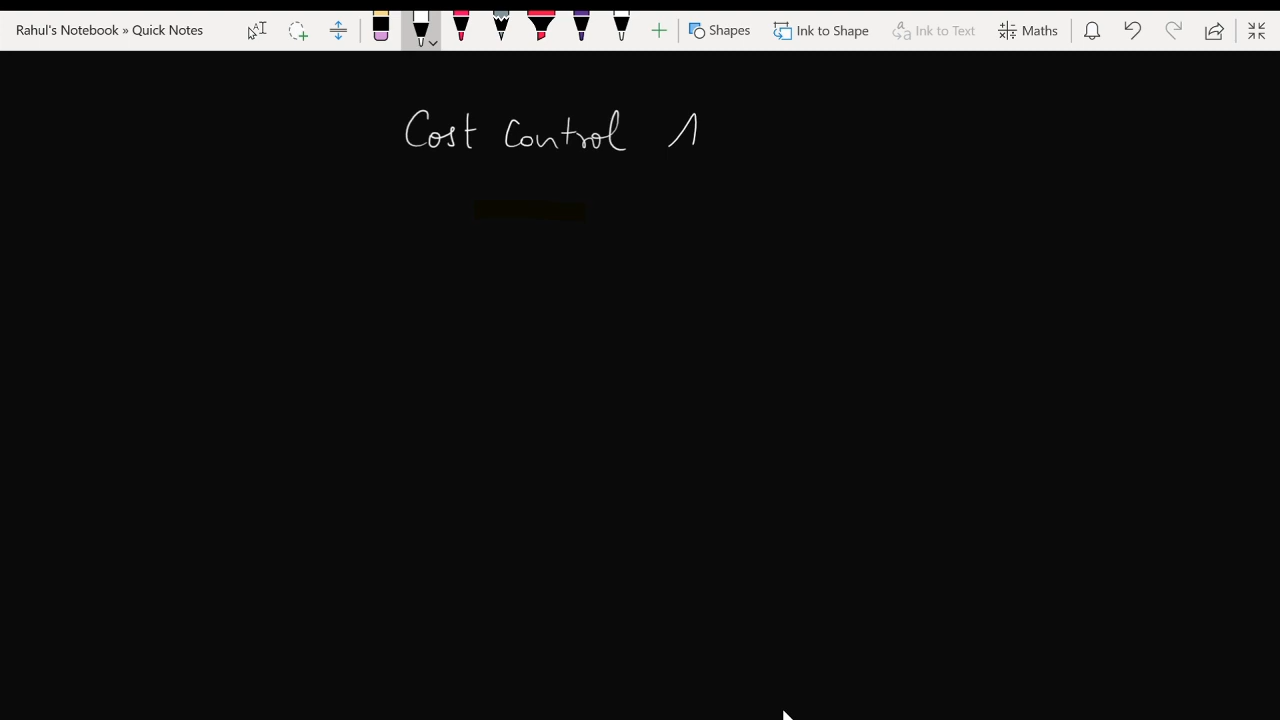 Rahul's Notebook » Quick Notes Shapes Ink to Shape Ink to Text Maths
Cost Control 1